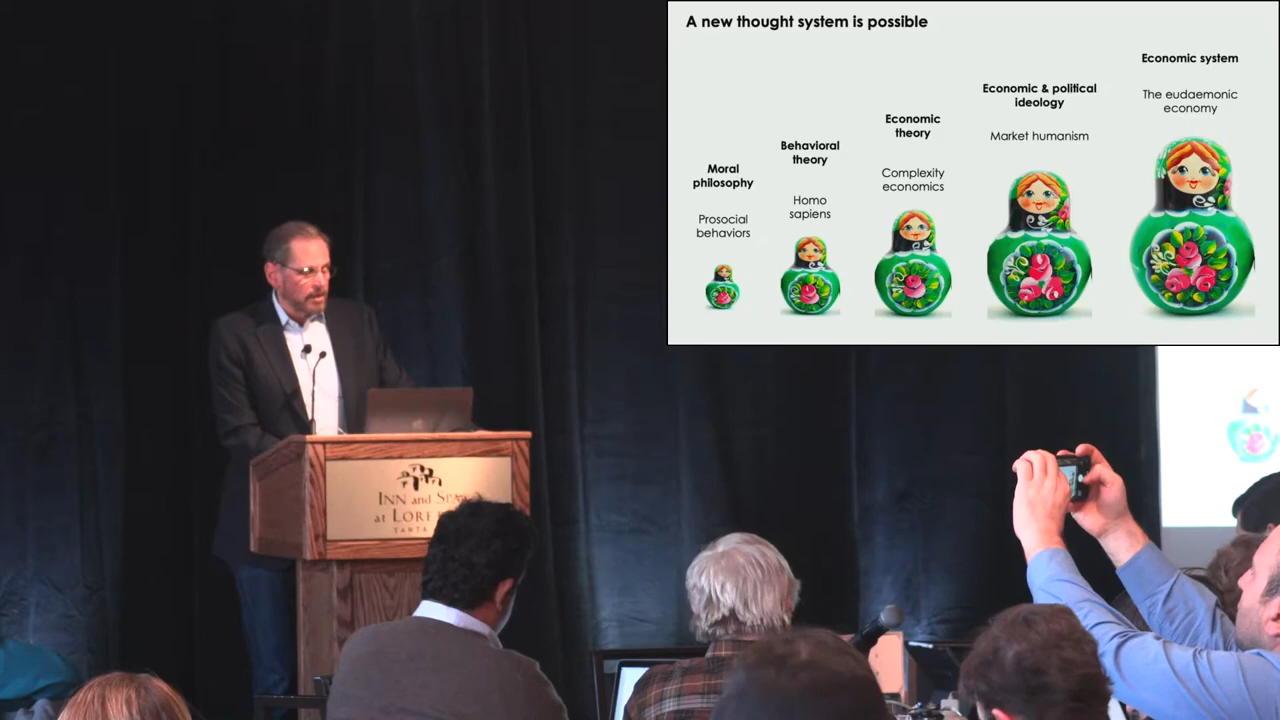 A new thought system is possible
Economic system
The eudaemonic
economy
Economic & political
ideology
Market humanism
Economic
theory
Complexity
economics
Behavioral
theory
Homo
sapiens
Moral
philosophy
Prosocial
behaviors
INN and SPA
at LORE